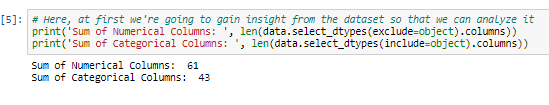 [5]: # Here, at first we're going to gain insight from the dataset so that we can analyze it
print('Sum of Numerical Columns: ', len(data.select_dtypes(exclude=object).columns))
print('Sum of Categorical Columns: ', len(data.select_dtypes(include=object).columns))
Sum of Numerical Columns:  61
Sum of Categorical Columns:  43